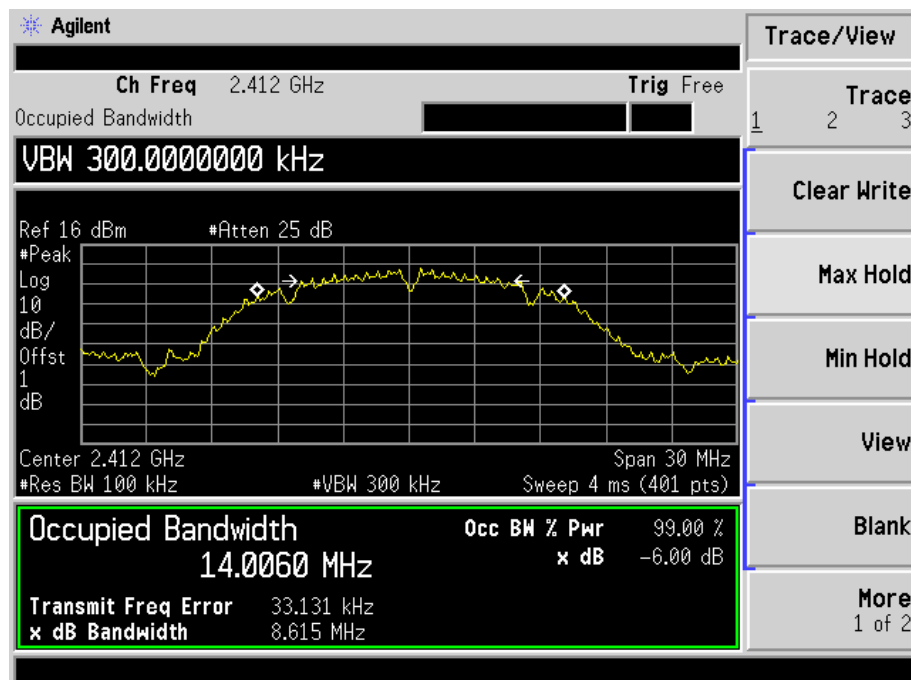 Agilent
Trace/View
Ch Freq 2.412 GHz Trig Free
Occupied Bandwidth
Trace
1 2 3
VBW 300.0000000 kHz
Clear Write
Ref 16 dBm #Atten 25 dB
#Peak
Log
10
dB/
Offst
1
dB
Max Hold
Min Hold
View
Center 2.412 GHz Span 30 MHz
#Res BW 100 kHz #VBW 300 kHz Sweep 4 ms (401 pts)
Occupied Bandwidth
14.0060 MHz
Occ BW % Pwr 99.00 %
x dB -6.00 dB
Blank
Transmit Freq Error 33.131 kHz
x dB Bandwidth 8.615 MHz
More
1 of 2